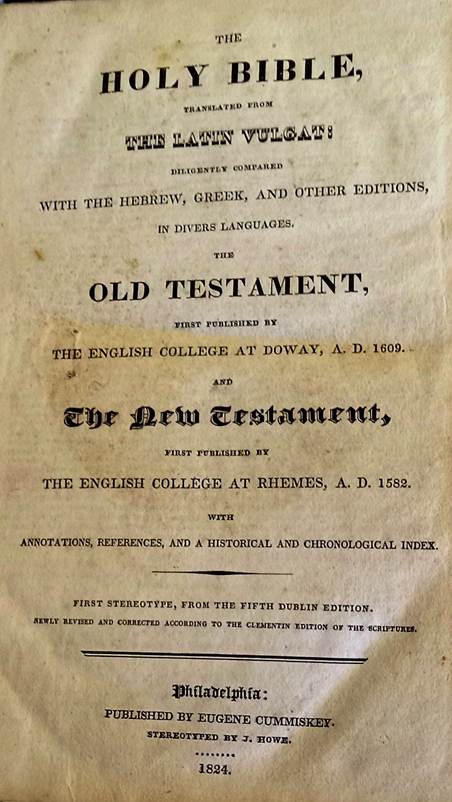 THE
HOLY BIBLE,
TRANSLATED FROM
THE LATIN VULGAT:
DILIGENTLY COMPARED
WITH THE HEBREW, GREEK, AND OTHER EDITIONS,
IN DIVERS LANGUAGES.
THE
OLD TESTAMENT,
FIRST PUBLISHED BY
THE ENGLISH COLLEGE AT DOWAY, A. D. 1609.
AND
The New Testament,
FIRST PUBLISHED BY
THE ENGLISH COLLEGE AT RHEMES, A. D. 1582.
WITH
ANNOTATIONS, REFERENCES, AND A HISTORICAL AND CHRONOLOGICAL INDEX.
FIRST STEREOTYPE, FROM THE FIFTH DUBLIN EDITION.
NEWLY REVISED AND CORRECTED ACCORDING TO THE CLEMENTIN EDITION OF THE SCRIPTURES.
Philadelphia:
PUBLISHED BY EUGENE CUMMISKEY.
STEREOTYPED BY J. HOWE.
........
1824.